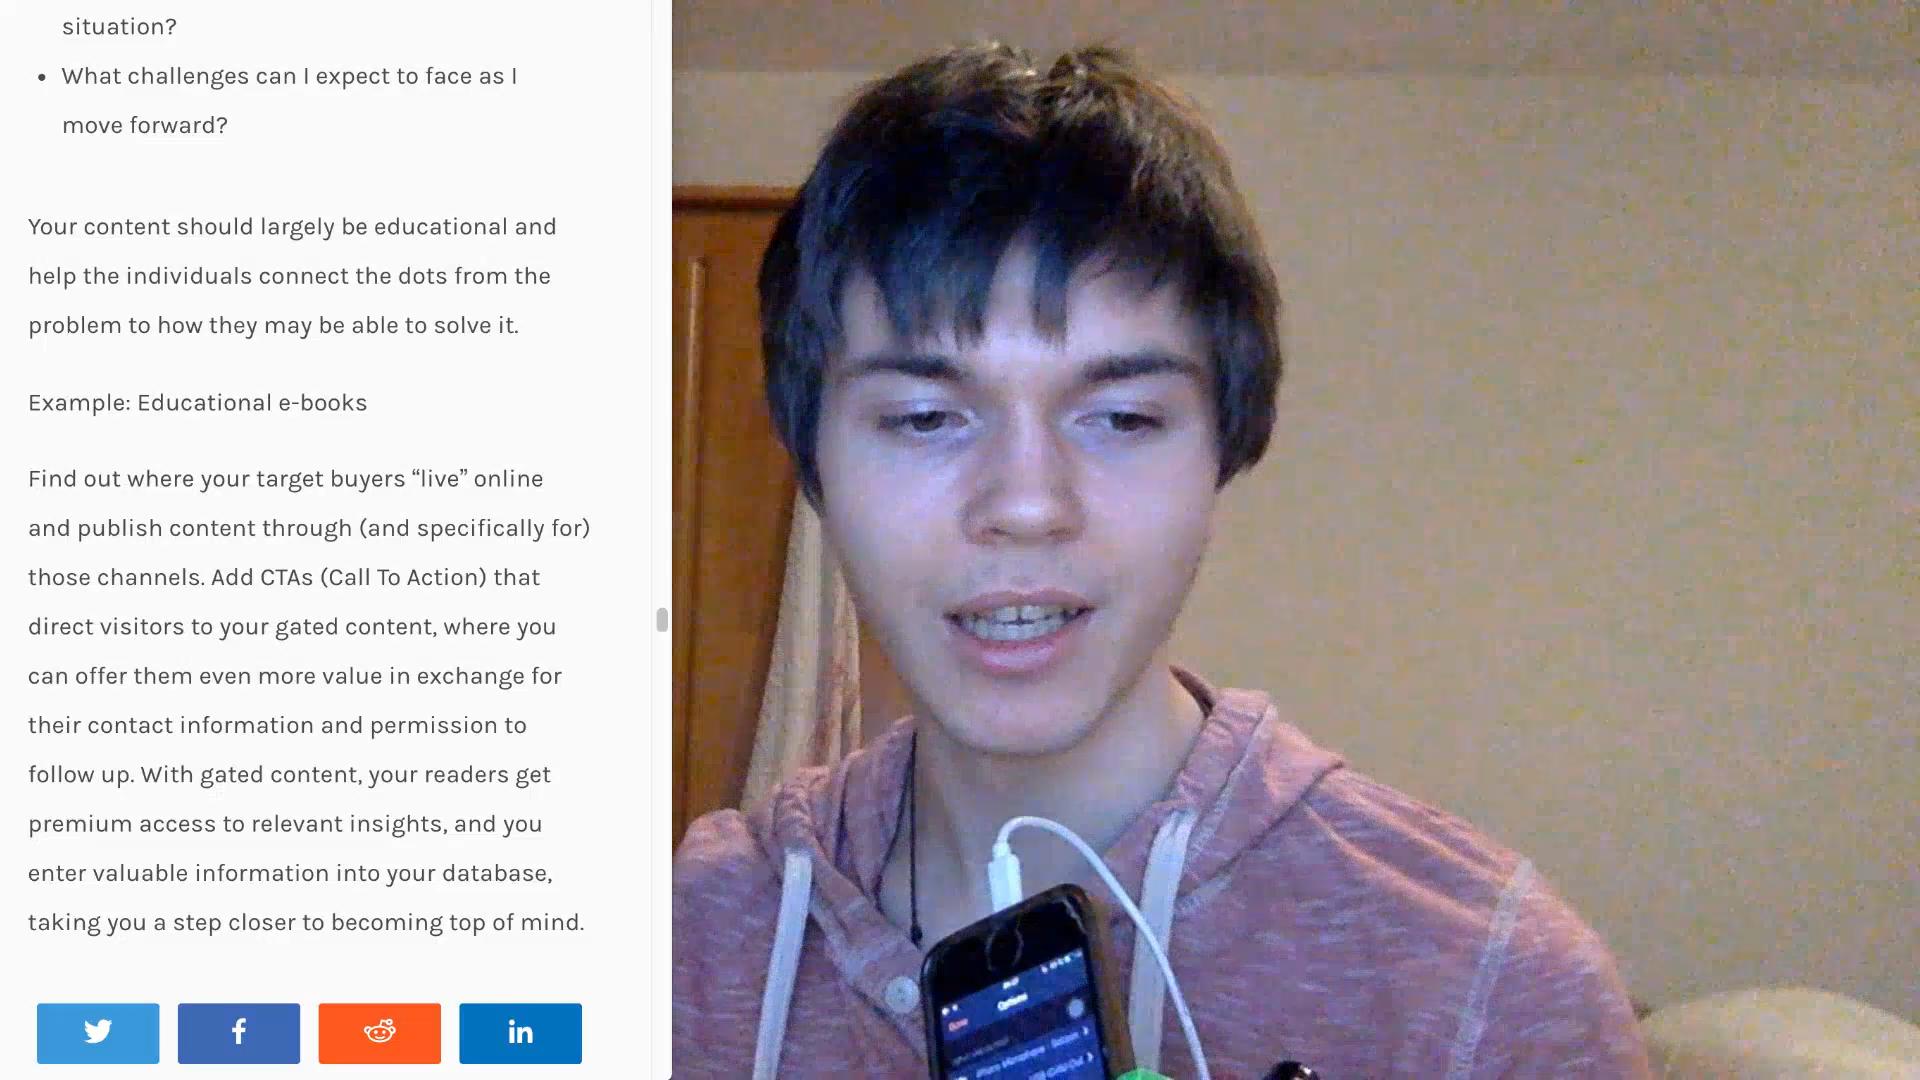 situation?
• What challenges can I expect to face as I
move forward?
Your content should largely be educational and
help the individuals connect the dots from the
problem to how they may be able to solve it.
Example: Educational e-books
Find out where your target buyers “live” online
and publish content through (and specifically for)
those channels. Add CTAs (Call To Action) that
direct visitors to your gated content, where you
can offer them even more value in exchange for
their contact information and permission to
follow up. With gated content, your readers get
premium access to relevant insights, and you
enter valuable information into your database,
taking you a step closer to becoming top of mind.
f
in